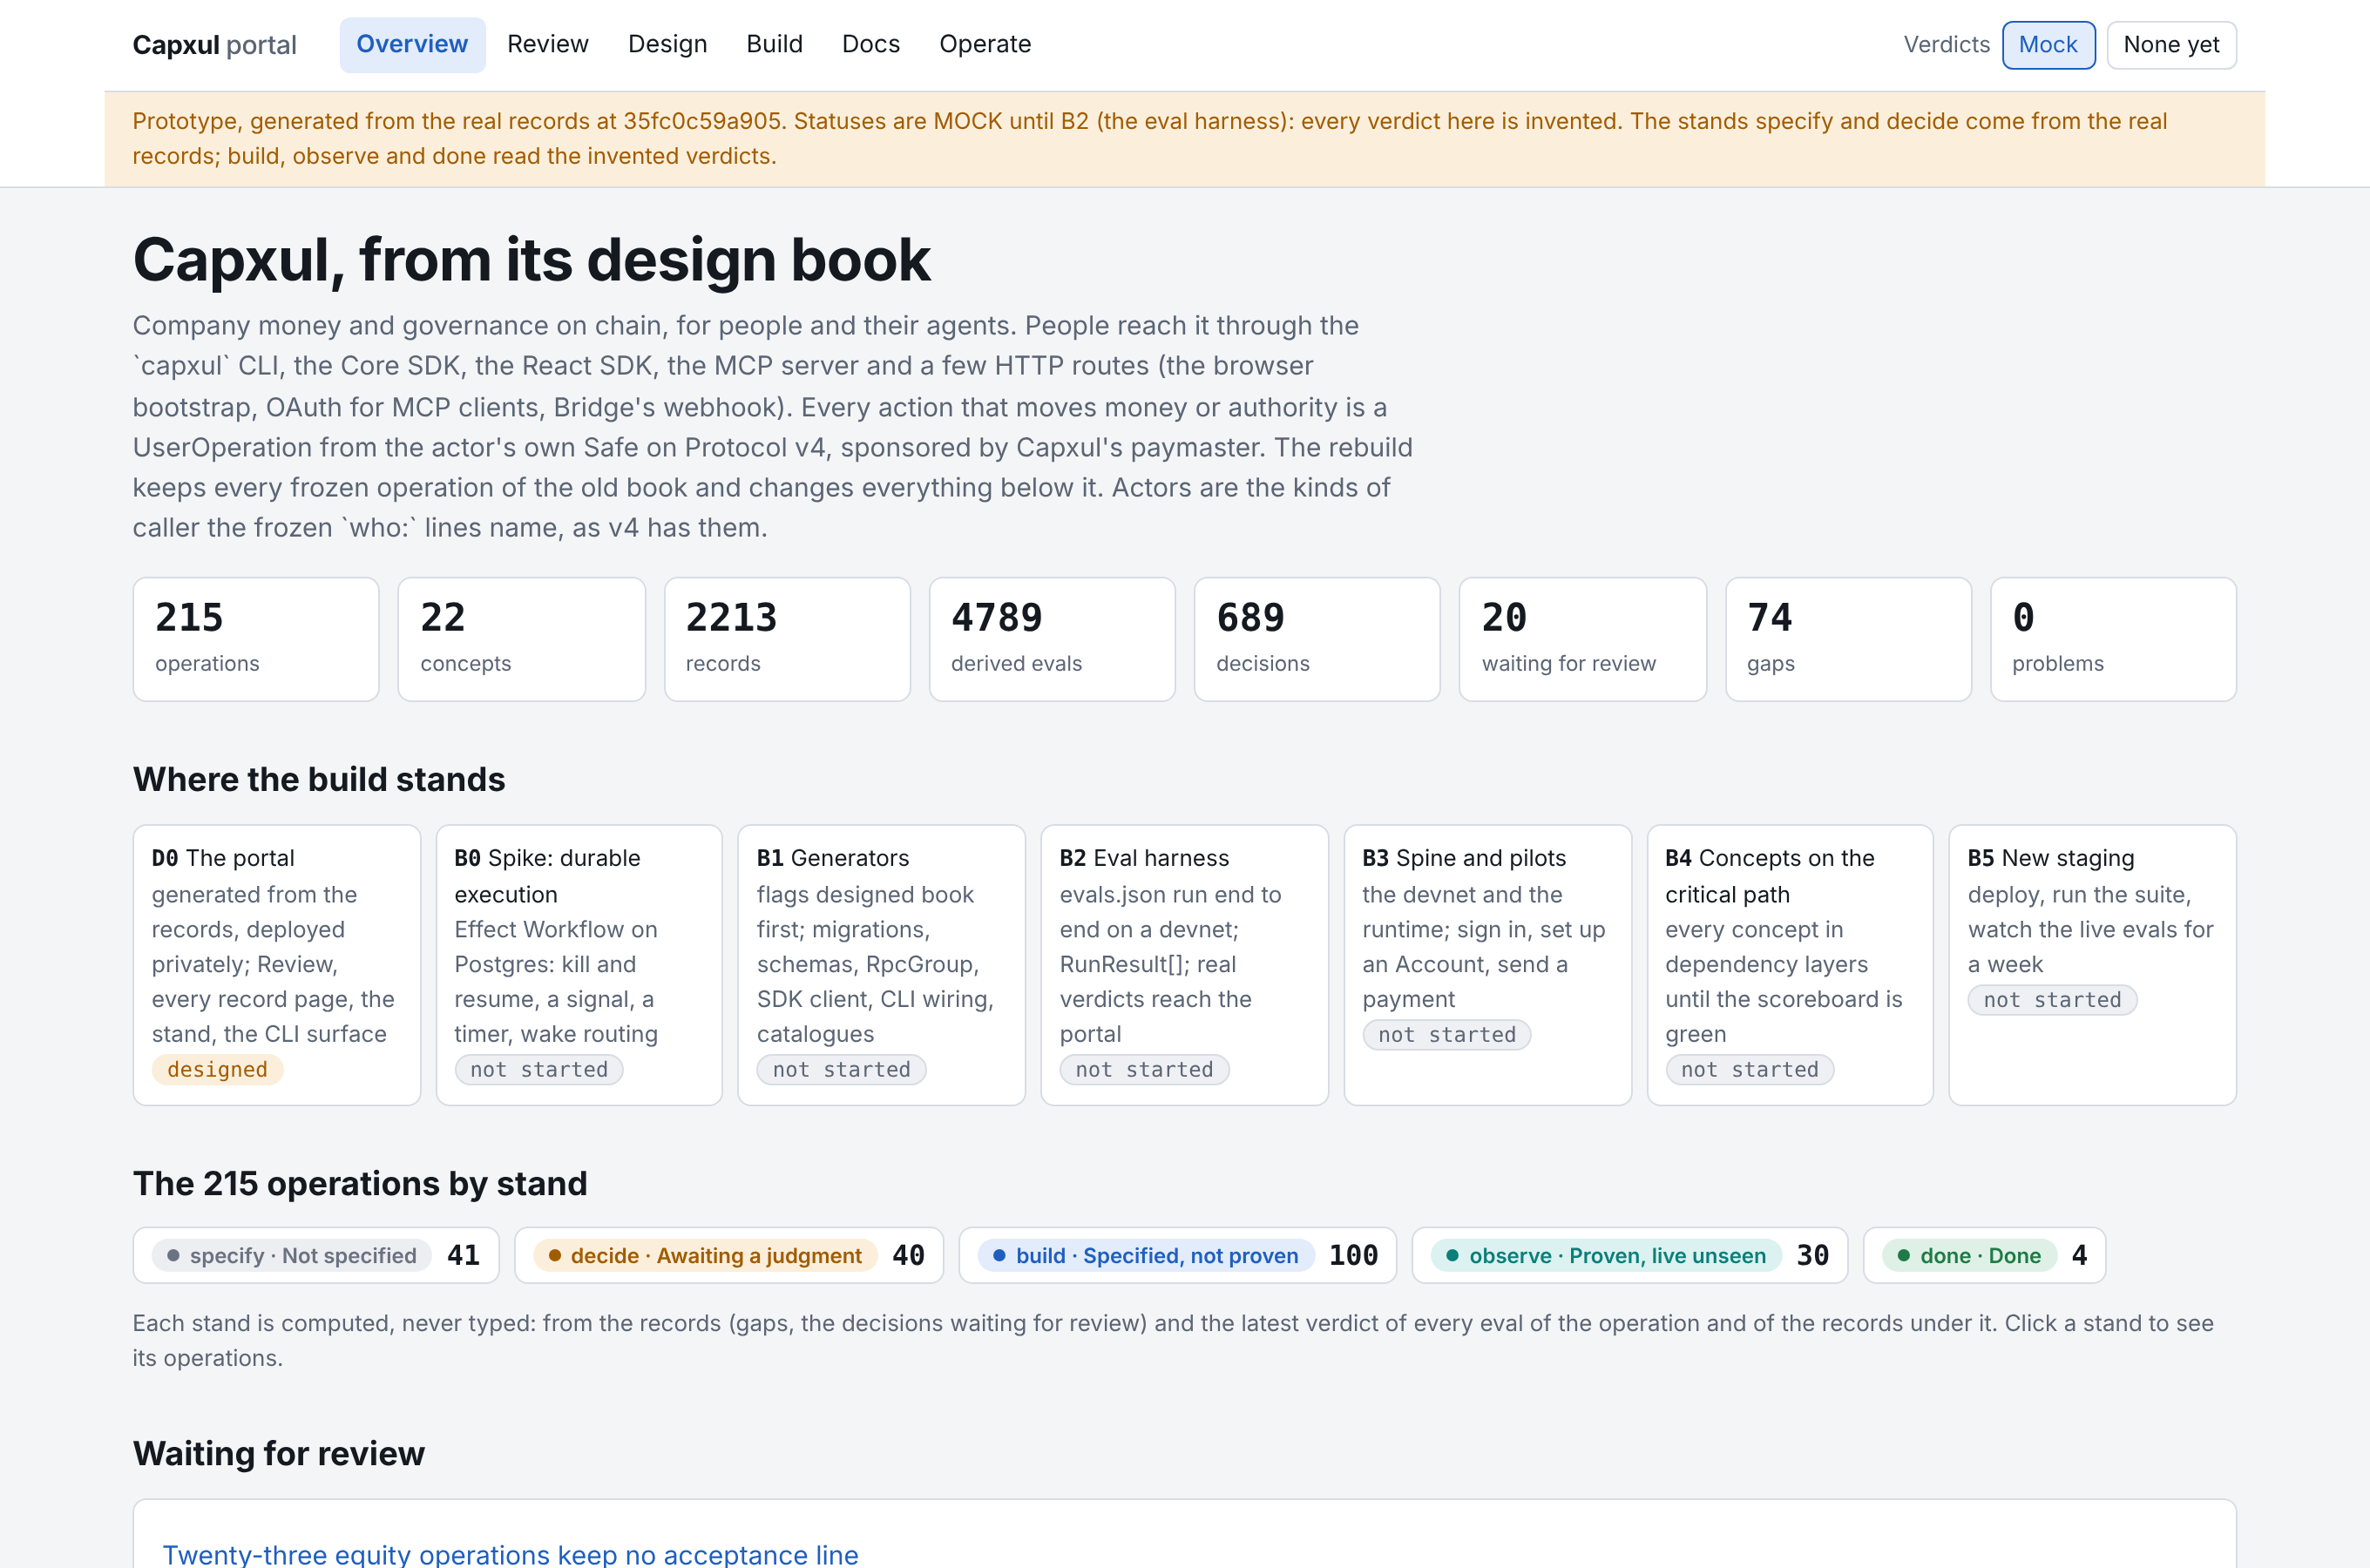 Capxul portal
Overview
Review
Design
Build
Docs
Operate
Verdicts
Mock
None yet
Prototype, generated from the real records at 35fc0c59a905. Statuses are MOCK until B2 (the eval harness): every verdict here is invented. The stands specify and decide come from the real
records; build, observe and done read the invented verdicts.
Capxul, from its design book
Company money and governance on chain, for people and their agents. People reach it through the
`capxul` CLI, the Core SDK, the React SDK, the MCP server and a few HTTP routes (the browser
bootstrap, OAuth for MCP clients, Bridge's webhook). Every action that moves money or authority is a
UserOperation from the actor's own Safe on Protocol v4, sponsored by Capxul's paymaster. The rebuild
keeps every frozen operation of the old book and changes everything below it. Actors are the kinds of
caller the frozen `who:` lines name, as v4 has them.
215
operations
22
concepts
2213
records
4789
derived evals
689
decisions
20
waiting for review
74
gaps
0
problems
Where the build stands
D0 The portal
generated from the
records, deployed
privately; Review,
every record page, the
stand, the CLI surface
designed
B0 Spike: durable
execution
Effect Workflow on
Postgres: kill and
resume, a signal, a
timer, wake routing
not started
B1 Generators
flags designed book
first; migrations,
schemas, RpcGroup,
SDK client, CLI wiring,
catalogues
not started
B2 Eval harness
evals.json run end to
end on a devnet;
RunResult[]; real
verdicts reach the
portal
not started
B3 Spine and pilots
the devnet and the
runtime; sign in, set up
an Account, send a
payment
not started
B4 Concepts on the
critical path
every concept in
dependency layers
until the scoreboard is
green
not started
B5 New staging
deploy, run the suite,
watch the live evals for
a week
not started
The 215 operations by stand
specify · Not specified 41
decide · Awaiting a judgment 40
build · Specified, not proven 100
observe · Proven, live unseen 30
done · Done 4
Each stand is computed, never typed: from the records (gaps, the decisions waiting for review) and the latest verdict of every eval of the operation and of the records under it. Click a stand to see
its operations.
Waiting for review
Twenty-three equity operations keep no acceptance line